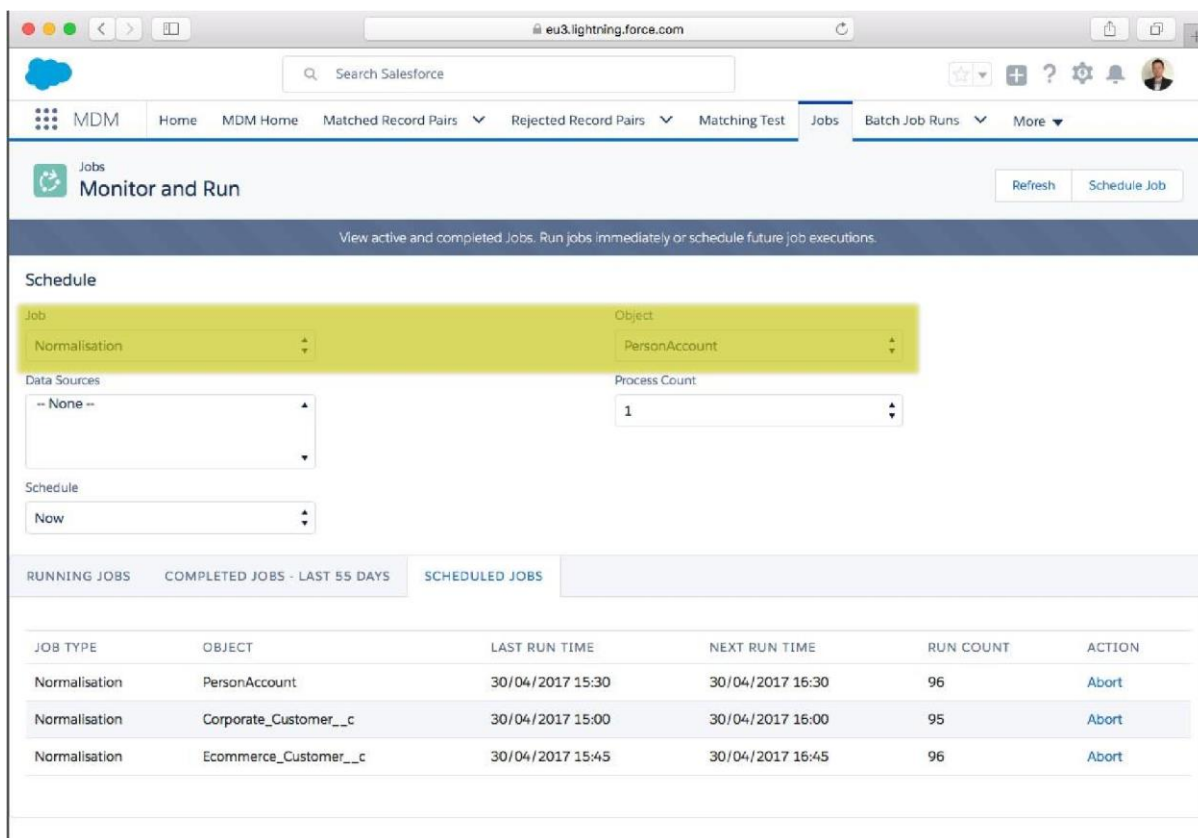 eu3.lightning.force.com
Search Salesforce
MDM Home MDM Home Matched Record Pairs Rejected Record Pairs Matching Test Jobs Batch Job Runs More
Jobs
Monitor and Run
Refresh Schedule Job
View active and completed Jobs. Run jobs immediately or schedule future job executions.
Schedule
Job Object
Normalisation PersonAccount
Data Sources Process Count
-- None -- 1
Schedule
Now
RUNNING JOBS COMPLETED JOBS - LAST 55 DAYS SCHEDULED JOBS
JOB TYPE OBJECT LAST RUN TIME NEXT RUN TIME RUN COUNT ACTION
Normalisation PersonAccount 30/04/2017 15:30 30/04/2017 16:30 96 Abort
Normalisation Corporate_Customer__c 30/04/2017 15:00 30/04/2017 16:00 95 Abort
Normalisation Ecommerce_Customer__c 30/04/2017 15:45 30/04/2017 16:45 96 Abort